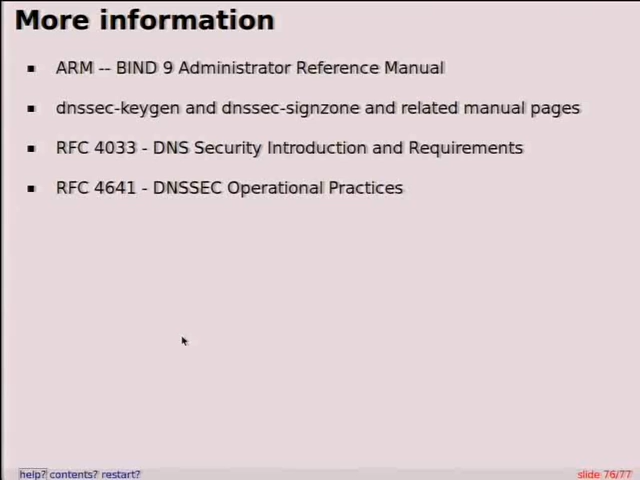 More information
ARM -- BIND 9 Administrator Reference Manual
dnssec-keygen and dnssec-signzone and related manual pages
RFC 4033 - DNS Security Introduction and Requirements
RFC 4641 - DNSSEC Operational Practices
help? contents? restart? slide 76/77